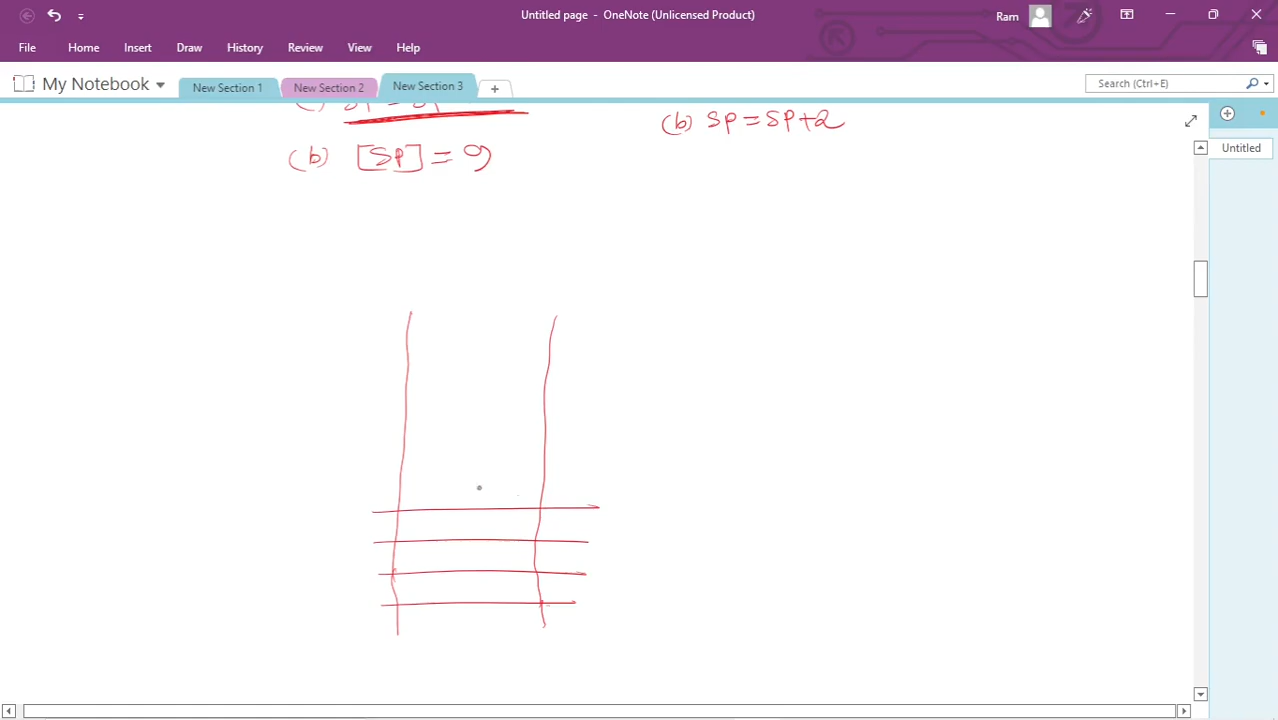 Untitled page - OneNote (Unlicensed Product)
Ram
File Home Insert Draw History Review View Help
My Notebook New Section 1 New Section 2 New Section 3 +
Search (Ctrl+E)
(b) SP = SP+2
(b) [SP] = 9
Untitled